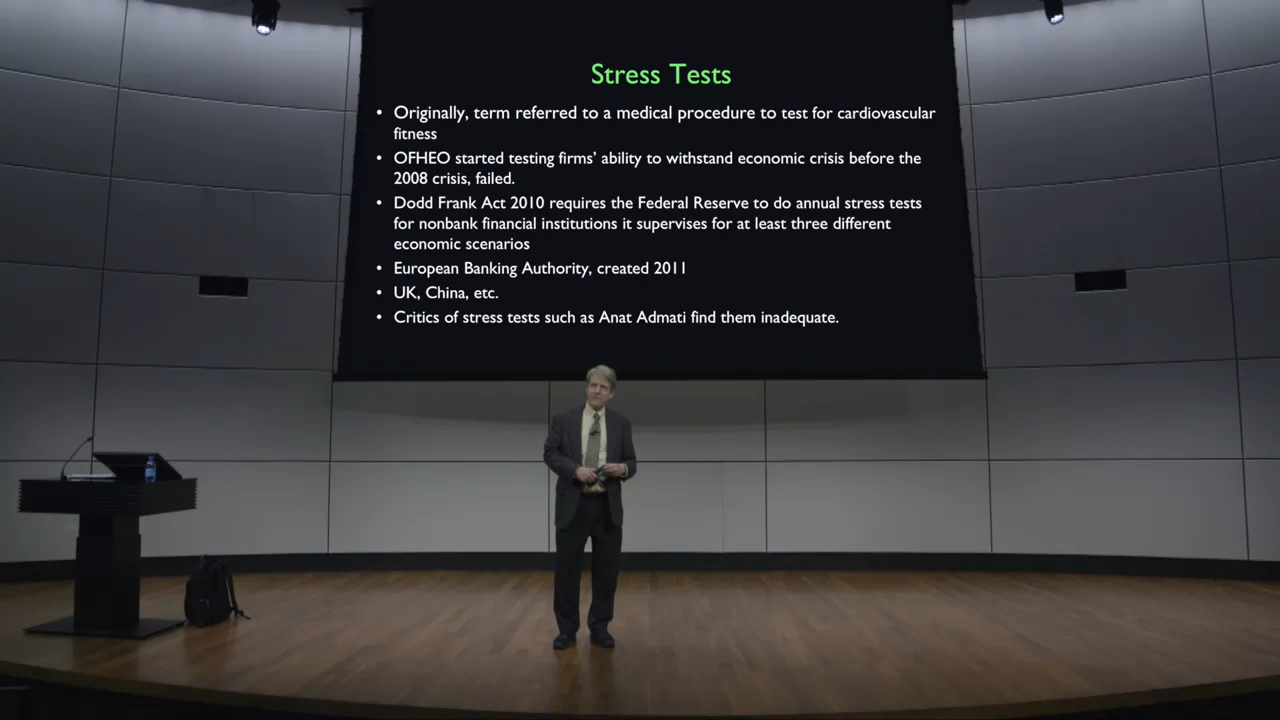 Stress Tests
• Originally, term referred to a medical procedure to test for cardiovascular
fitness
• OFHEO started testing firms’ ability to withstand economic crisis before the
2008 crisis, failed.
• Dodd Frank Act 2010 requires the Federal Reserve to do annual stress tests
for nonbank financial institutions it supervises for at least three different
economic scenarios
• European Banking Authority, created 2011
• UK, China, etc.
• Critics of stress tests such as Anat Admati find them inadequate.